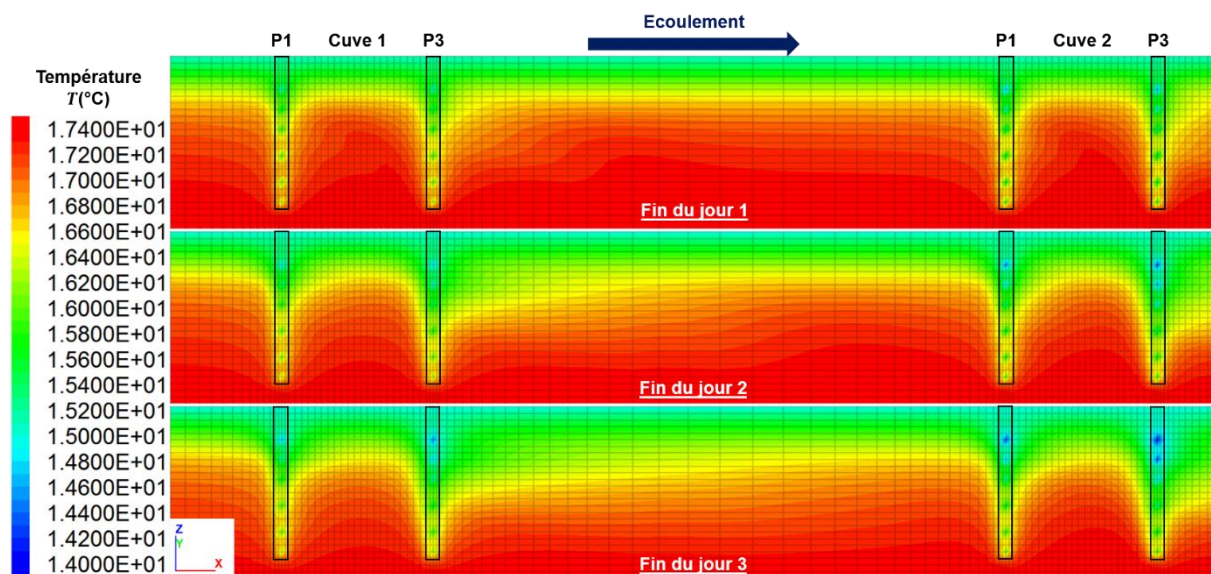 Ecoulement
P1 Cuve 1 P3 P1 Cuve 2 P3
Température
T(°C)
1.7400E+01
1.7200E+01
1.7000E+01
1.6800E+01
1.6600E+01
1.6400E+01
1.6200E+01
1.6000E+01
1.5800E+01
1.5600E+01
1.5400E+01
1.5200E+01
1.5000E+01
1.4800E+01
1.4600E+01
1.4400E+01
1.4200E+01
1.4000E+01
Fin du jour 1
Fin du jour 2
Z
Y
X
Fin du jour 3